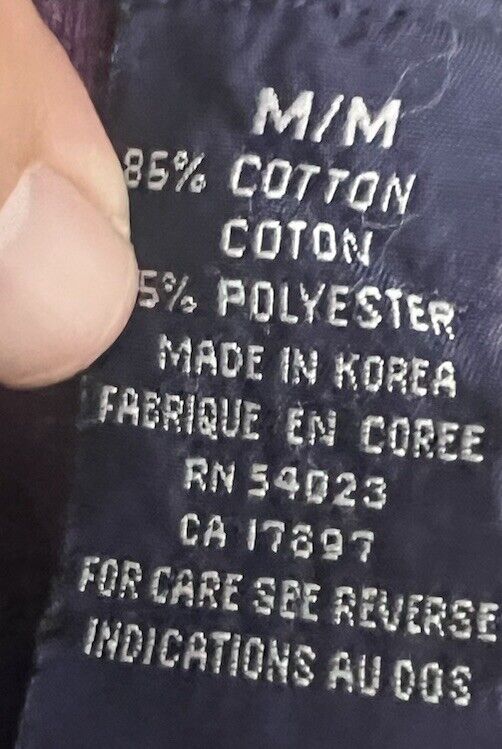 M/M
85% COTTON
COTON
5% POLYESTER
MADE IN KOREA
FABRIQUE EN COREE
RN 54023
CA 17897
FOR CARE SEE REVERSE
INDICATIONS AU DOS